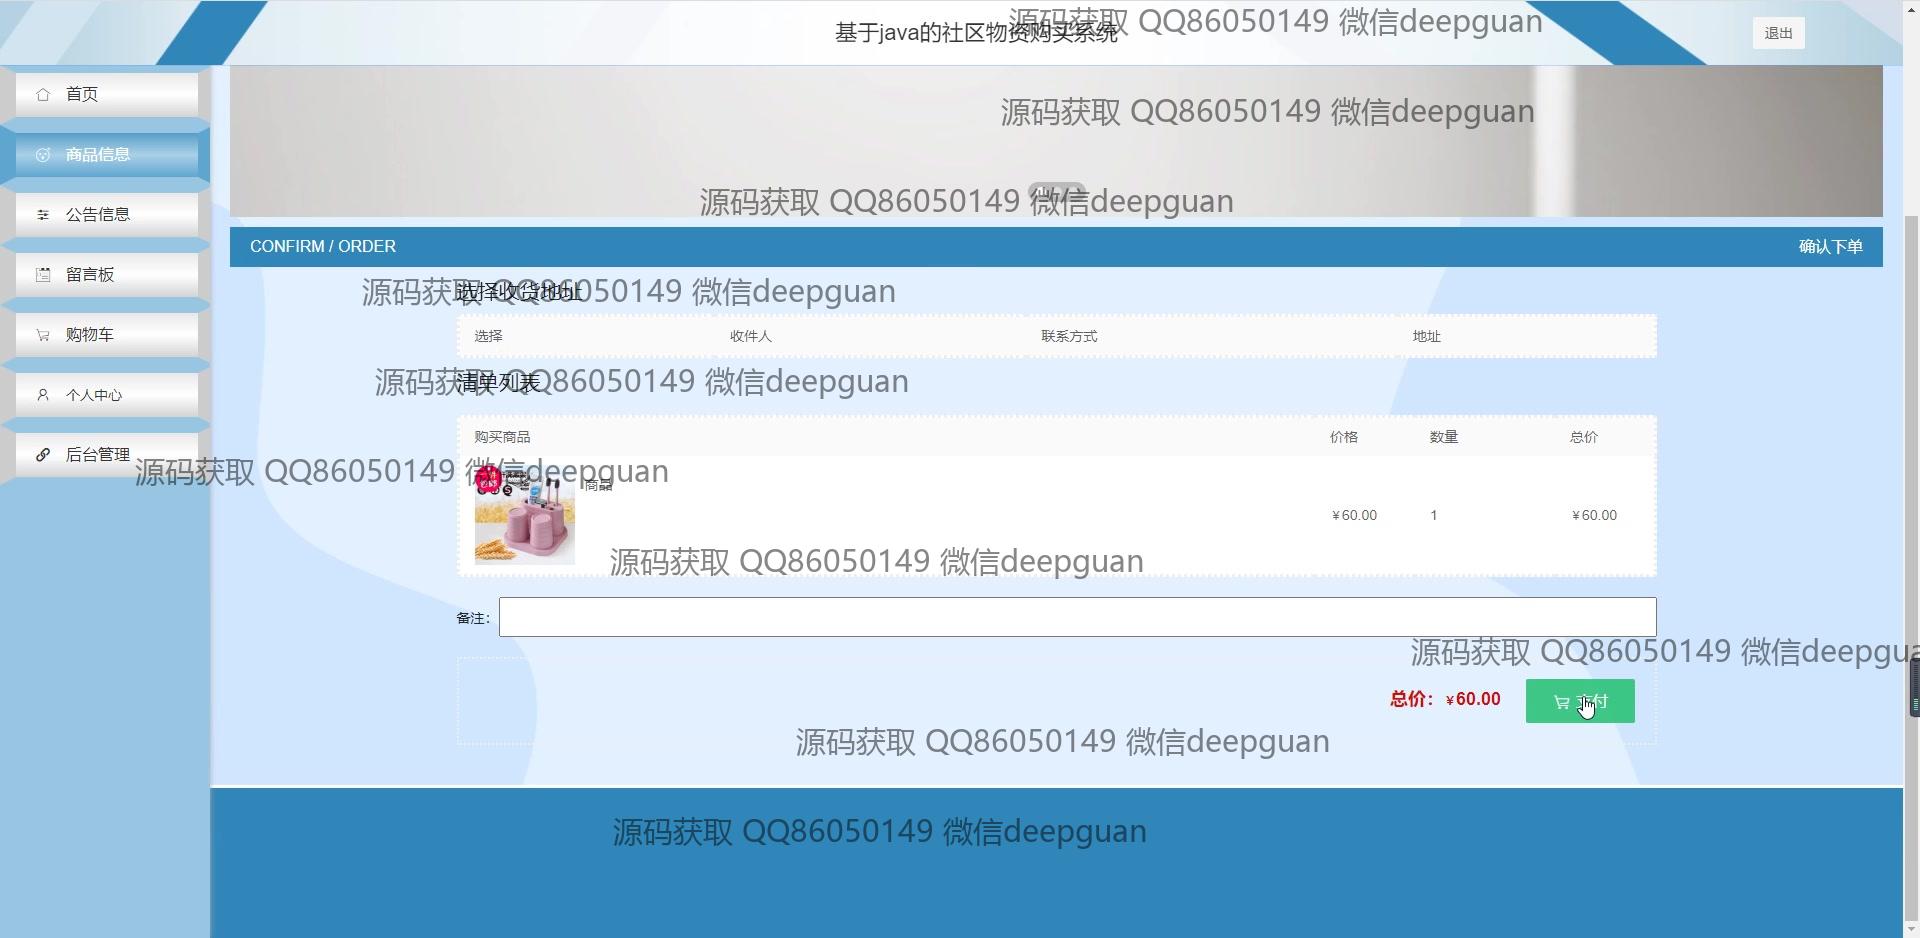 基于java的社区物资购买系统
源码获取 QQ86050149 微信deepguan
退出
首页
源码获取 QQ86050149 微信deepguan
商品信息
源码获取 QQ86050149 微信deepguan
公告信息
CONFIRM / ORDER
确认下单
留言板
选择收货地址
源码获取 QQ86050149 微信deepguan
购物车
选择 收件人 联系方式 地址
清单列表
源码获取 QQ86050149 微信deepguan
个人中心
购买商品 价格 数量 总价
后台管理
源码获取 QQ86050149 微信deepguan
商品
¥60.00 1 ¥60.00
源码获取 QQ86050149 微信deepguan
备注：
源码获取 QQ86050149 微信deepgua
总价：¥60.00
支付
源码获取 QQ86050149 微信deepguan
源码获取 QQ86050149 微信deepguan